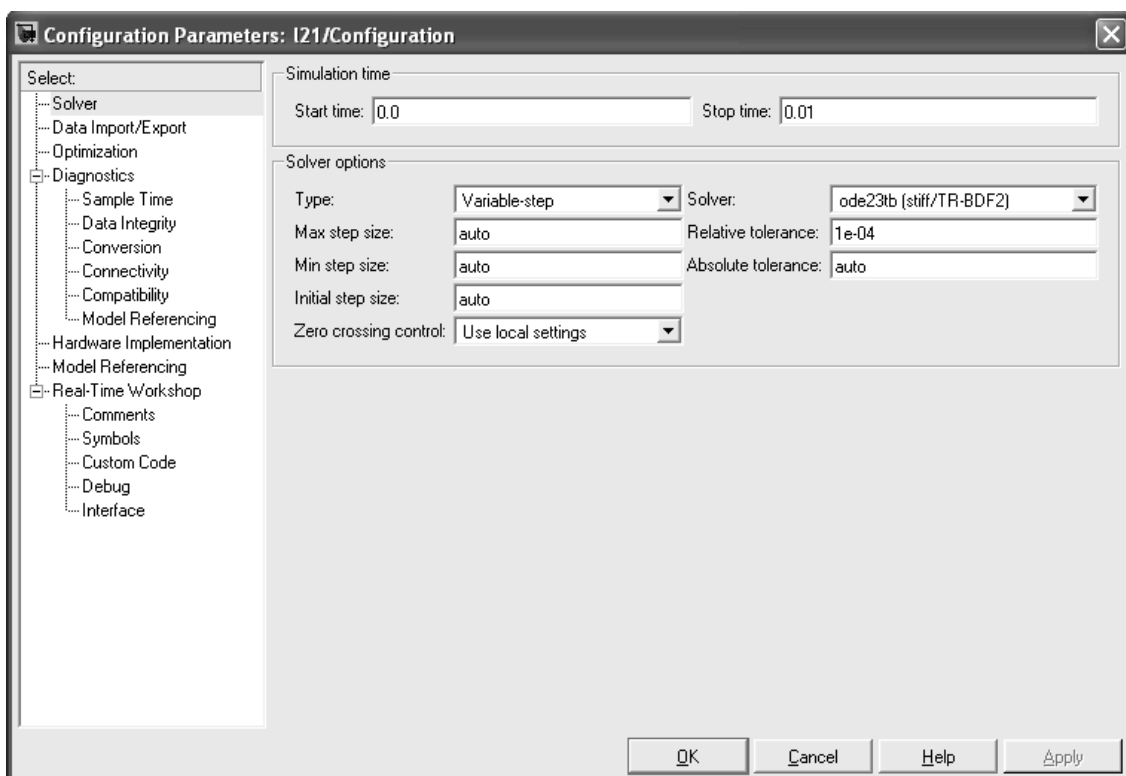 Configuration Parameters: I21/Configuration
Select:
Solver
Data Import/Export
Optimization
Diagnostics
Sample Time
Data Integrity
Conversion
Connectivity
Compatibility
Model Referencing
Hardware Implementation
Model Referencing
Real-Time Workshop
Comments
Symbols
Custom Code
Debug
Interface
Simulation time
Start time: 0.0 Stop time: 0.01
Solver options
Type: Variable-step Solver: ode23tb (stiff/TR-BDF2)
Max step size: auto Relative tolerance: 1e-04
Min step size: auto Absolute tolerance: auto
Initial step size: auto
Zero crossing control: Use local settings
OK Cancel Help Apply